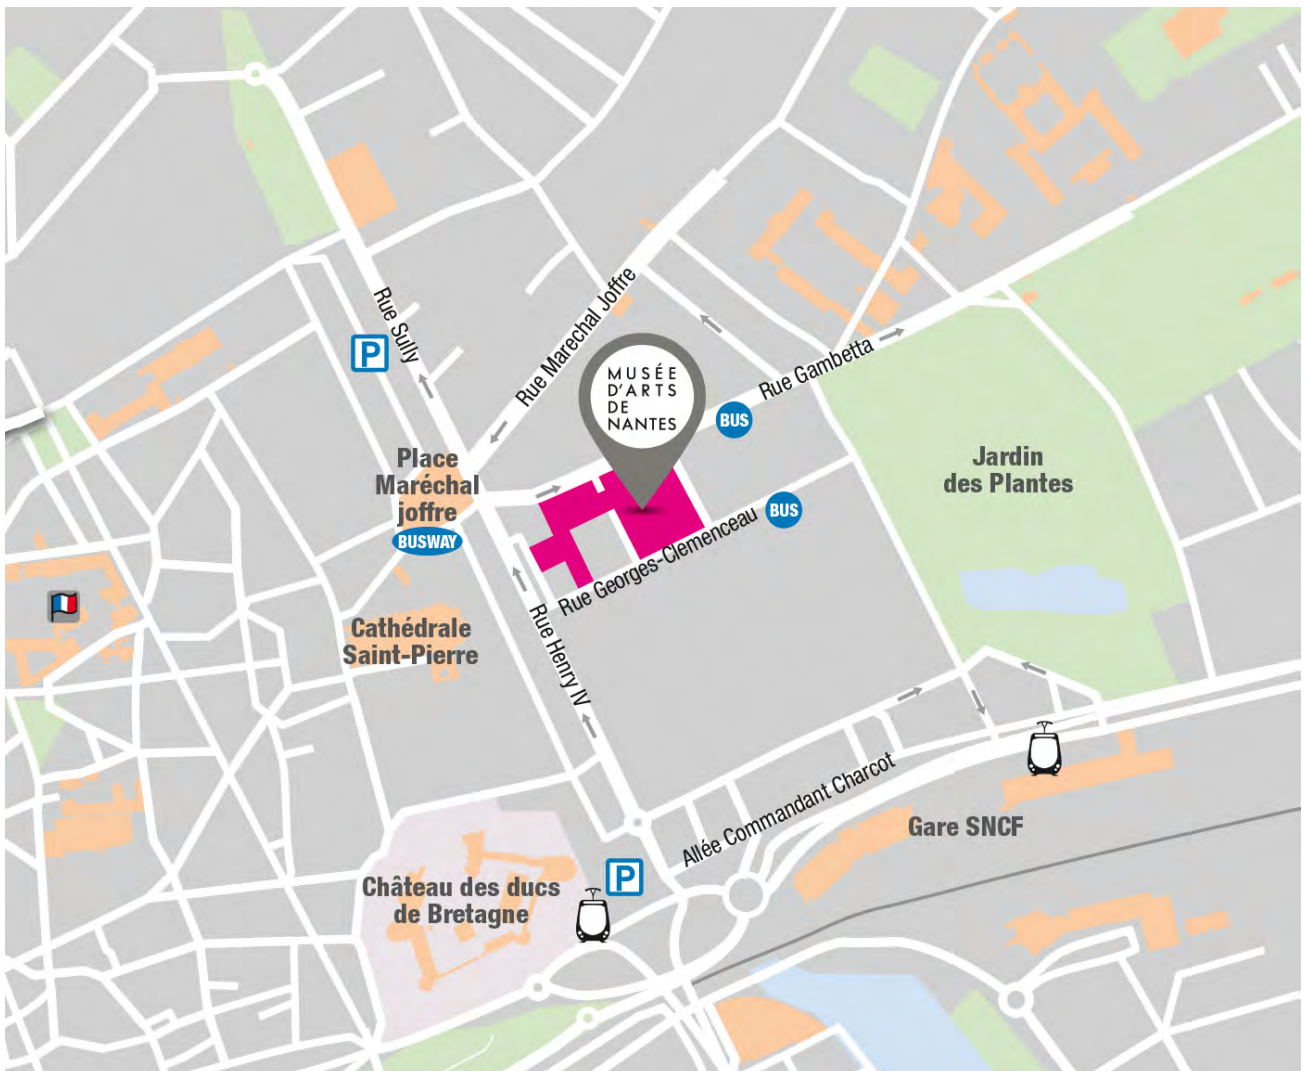 Rue Sully
P
Rue Marechal Joffre
MUSÉE
D'ARTS
DE
NANTES
Rue Gambetta
BUS
Place
Maréchal
joffre
BUSWAY
Jardin
des Plantes
BUS
Rue Georges-Clemenceau
Cathédrale
Saint-Pierre
Rue Henry IV
Allée Commandant Charcot
Gare SNCF
P
Château des ducs
de Bretagne